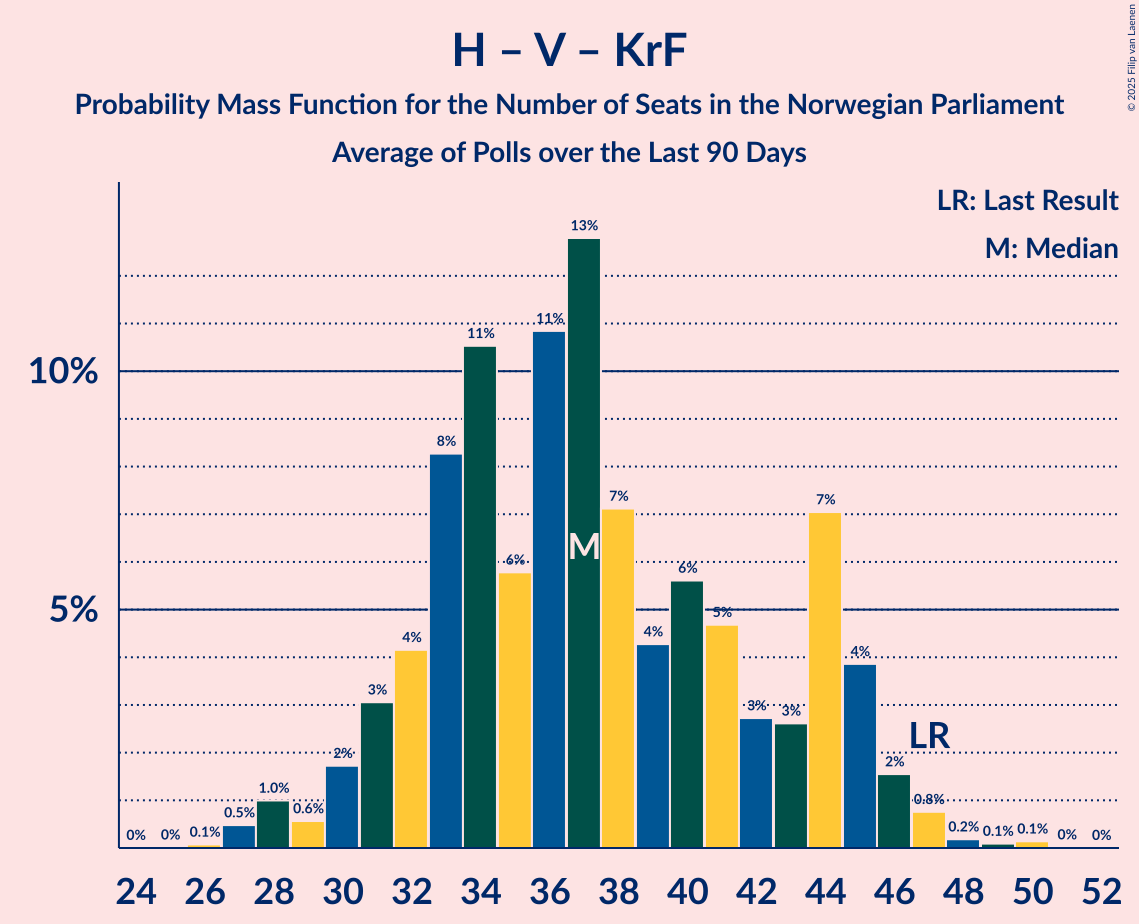 H – V – KrF
Probability Mass Function for the Number of Seats in the Norwegian Parliament
Average of Polls over the Last 90 Days
© 2025 Filip van Laenen
LR: Last Result
M: Median
10%
5%
0% 0% 0.1% 0.5% 1.0% 0.6% 2% 3% 4% 8% 11% 6% 11% 13% 7% 4% 6% 5% 3% 3% 7% 4% 2% 0.8% 0.2% 0.1% 0.1% 0% 0%
M
LR
24 26 28 30 32 34 36 38 40 42 44 46 48 50 52